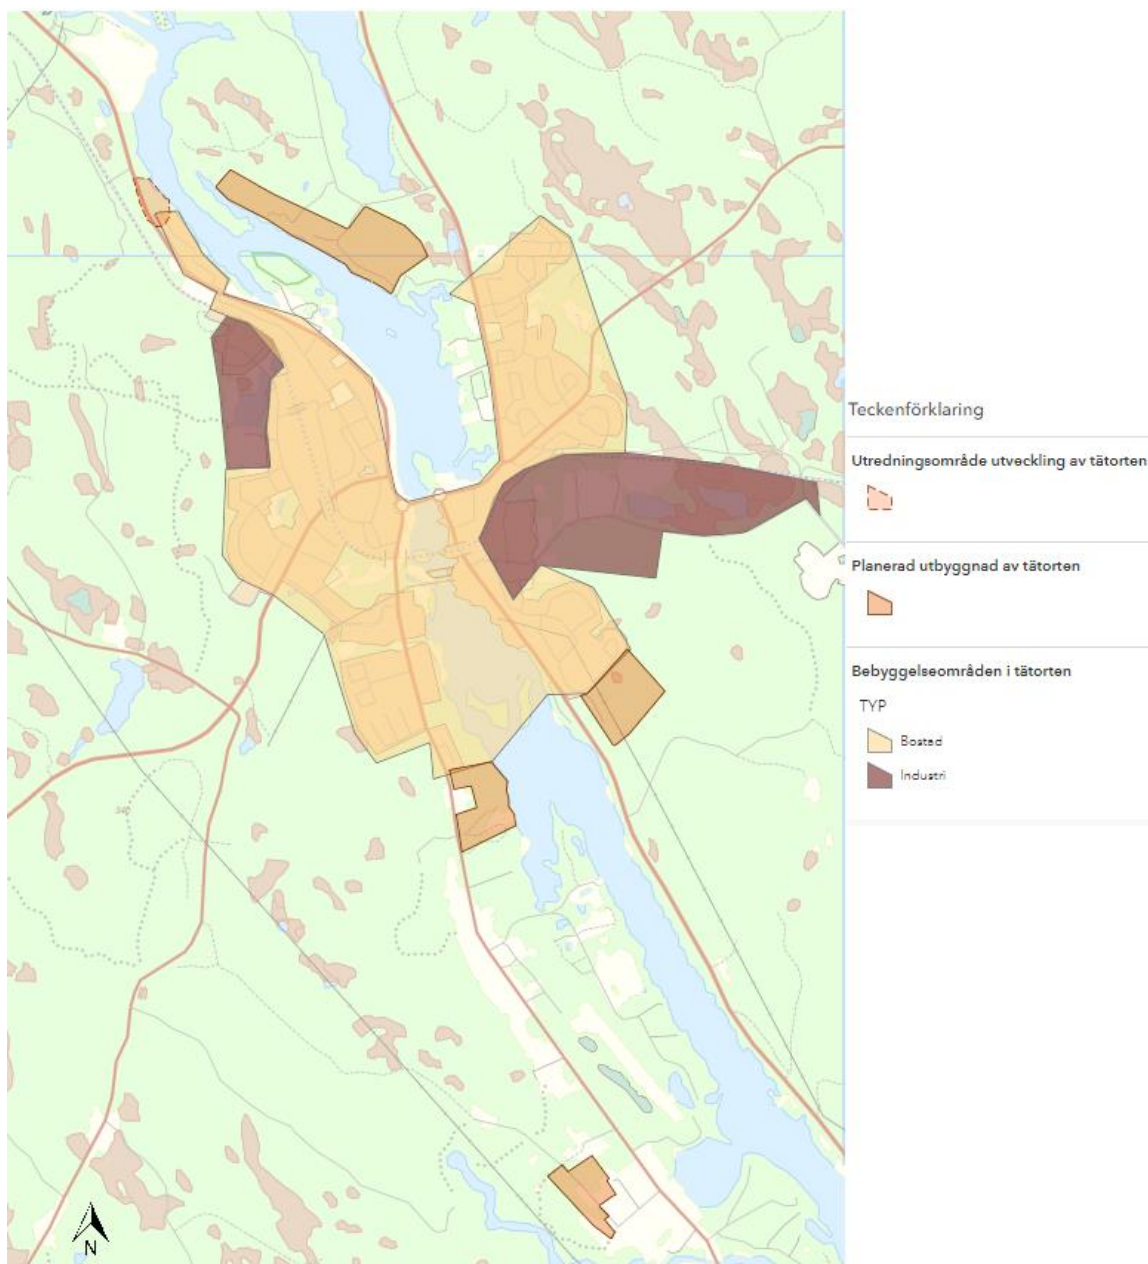 Teckenförklaring
Utredningsområde utveckling av tätorten
Planerad utbyggnad av tätorten
Bebyggelseområden i tätorten
TYP
Bostad
Industri
N